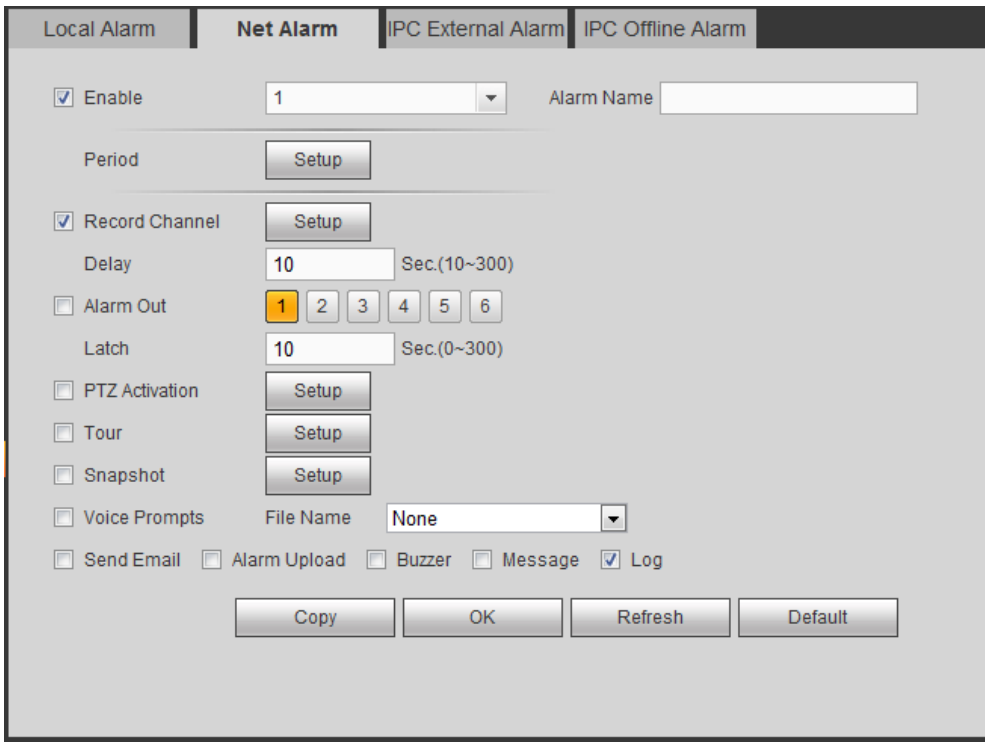 Local Alarm Net Alarm IPC External Alarm IPC Offline Alarm
Enable 1 Alarm Name
Period Setup
Record Channel Setup
Delay 10 Sec.(10~300)
Alarm Out 1 2 3 4 5 6
Latch 10 Sec.(0~300)
PTZ Activation Setup
Tour Setup
Snapshot Setup
Voice Prompts File Name None
Send Email Alarm Upload Buzzer Message Log
Copy OK Refresh Default